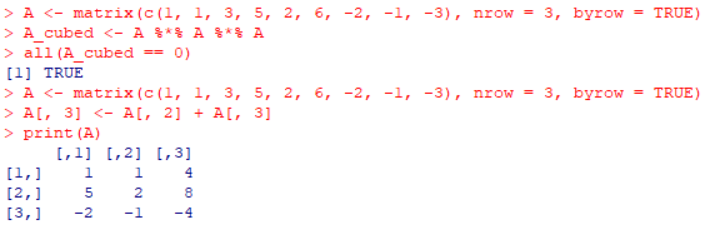 > A <- matrix(c(1, 1, 3, 5, 2, 6, -2, -1, -3), nrow = 3, byrow = TRUE)
> A_cubed <- A %*% A %*% A
> all(A_cubed == 0)
[1] TRUE
> A <- matrix(c(1, 1, 3, 5, 2, 6, -2, -1, -3), nrow = 3, byrow = TRUE)
> A[, 3] <- A[, 2] + A[, 3]
> print(A)
     [,1] [,2] [,3]
[1,]    1    1    4
[2,]    5    2    8
[3,]   -2   -1   -4